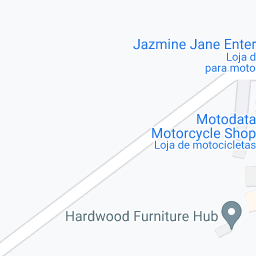 Jazmine Jane Enter
Loja d
para moto
Motodata
Motorcycle Shop
Loja de motocicletas
Hardwood Furniture Hub